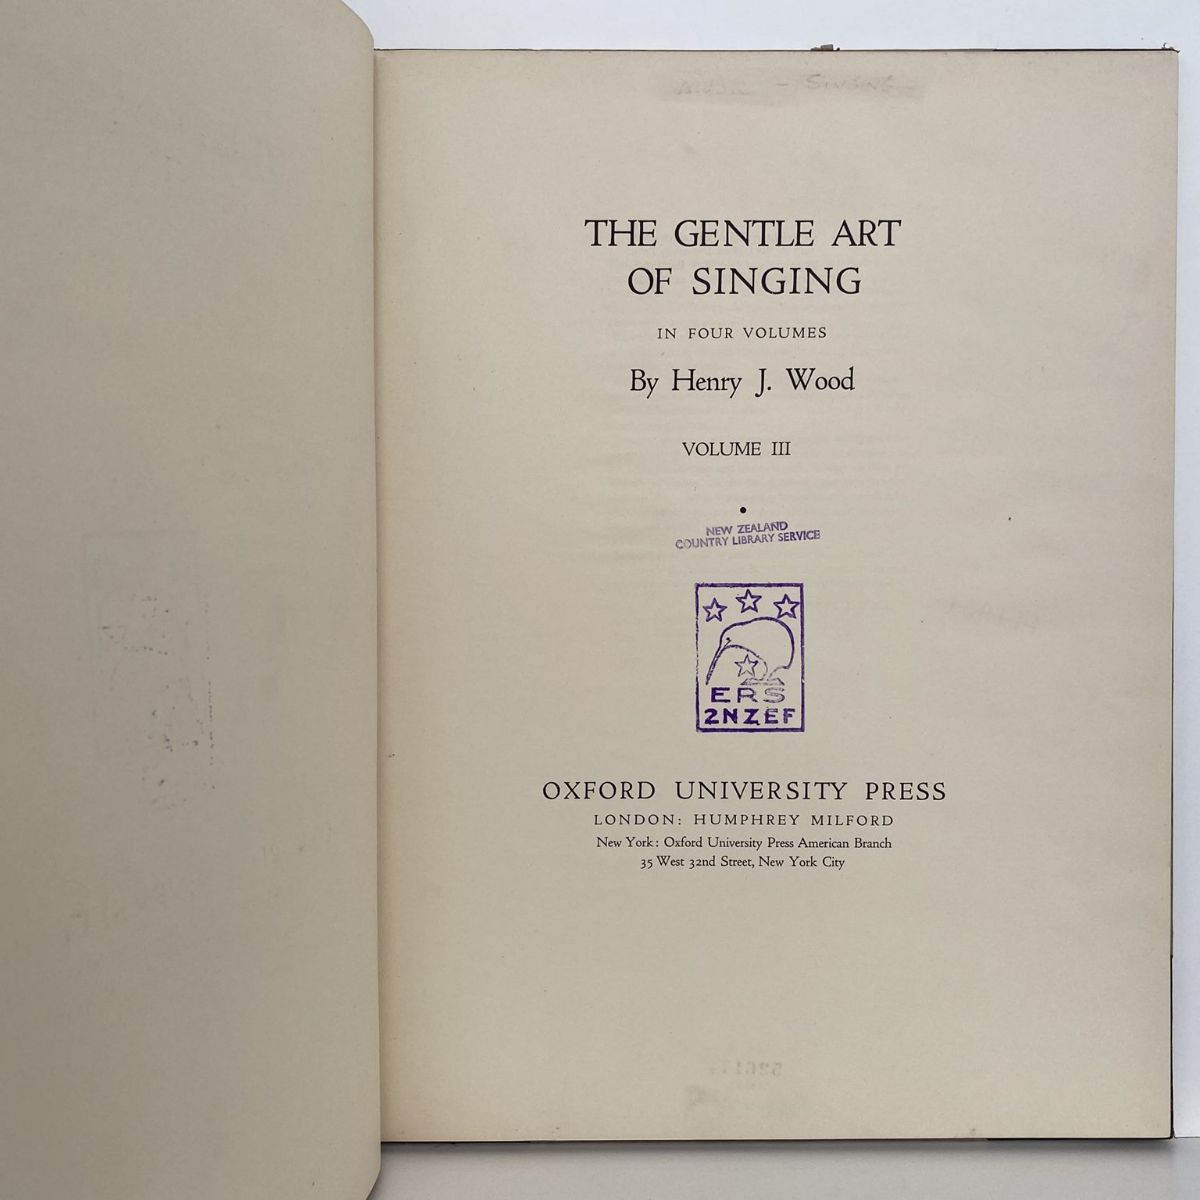 SINGING
THE GENTLE ART
OF SINGING
IN FOUR VOLUMES
By Henry J. Wood
VOLUME III
NEW ZEALAND
COUNTRY LIBRARY SERVICE
ERS
2NZEF
OXFORD UNIVERSITY PRESS
LONDON: HUMPHREY MILFORD
New York: Oxford University Press American Branch
35 West 32nd Street, New York City